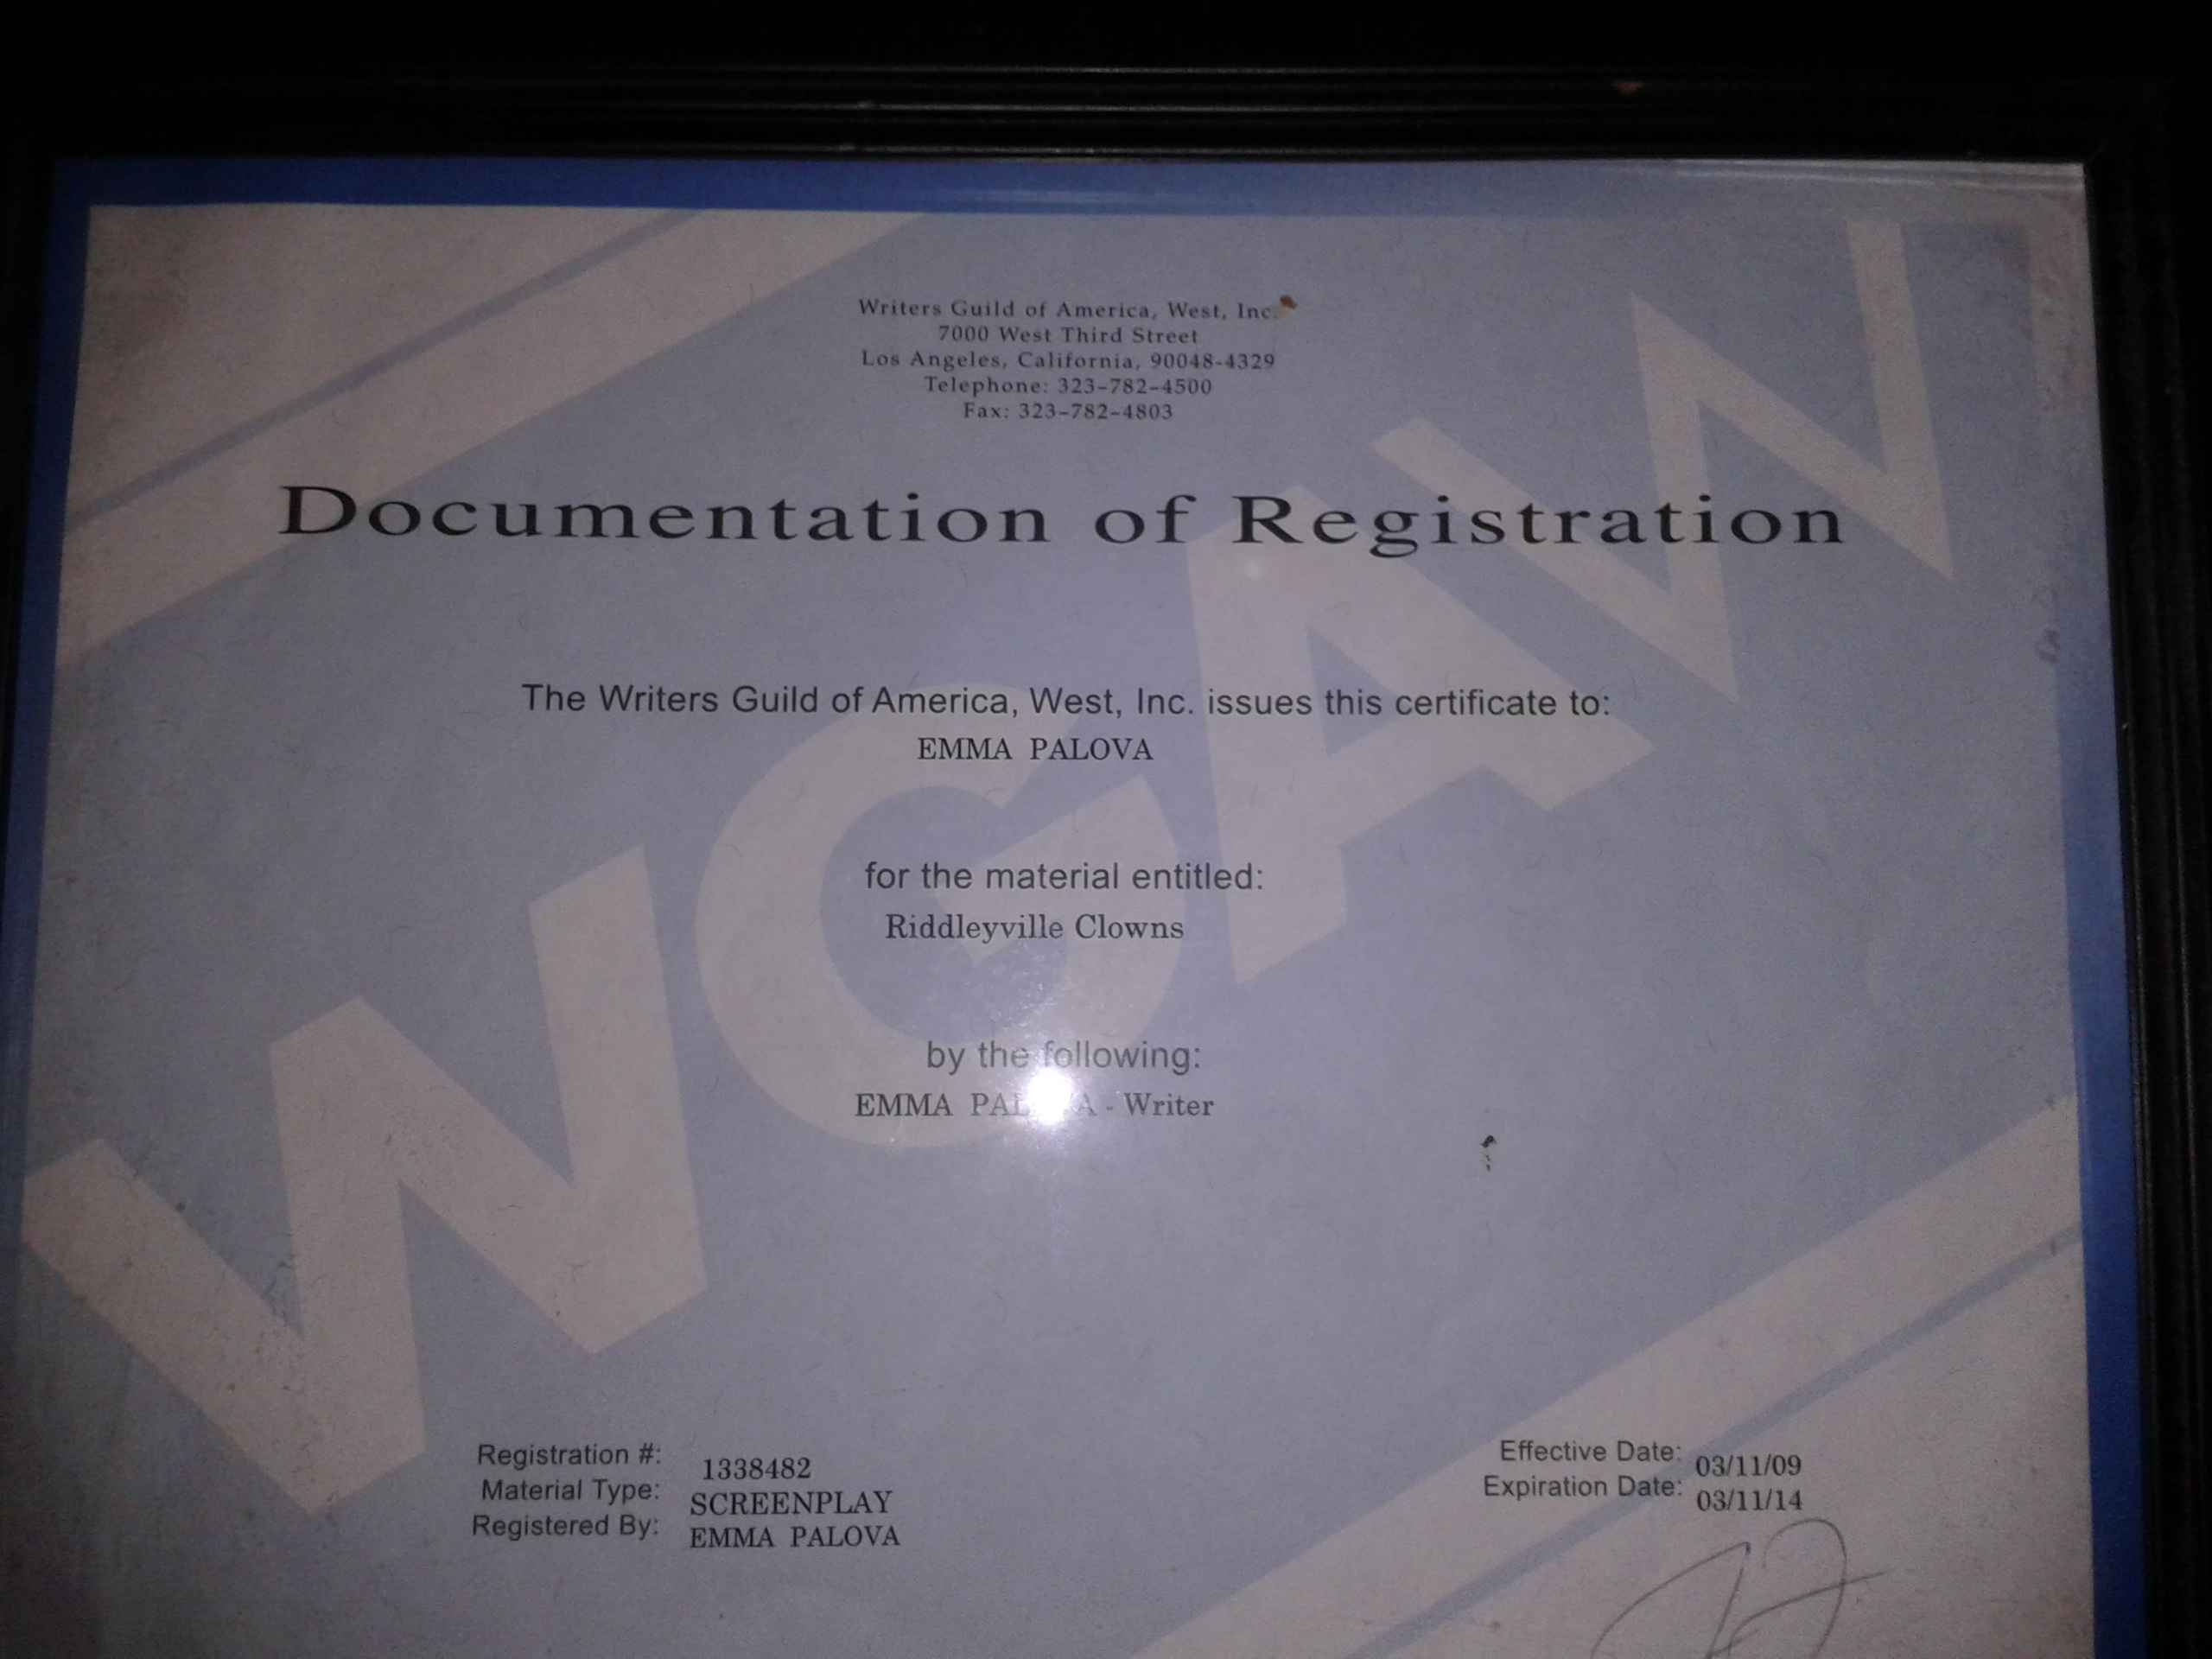 Writers Guild of America, West, Inc.
7000 West Third Street
Los Angeles, California, 90048-4329
Telephone: 323-782-4500
Fax: 323-782-4803
Documentation of Registration
WGAW
The Writers Guild of America, West, Inc. issues this certificate to:
EMMA PALOVA
for the material entitled:
Riddleyville Clowns
by the following:
EMMA PALOVA - Writer
Registration #: 1338482
Material Type: SCREENPLAY
Registered By: EMMA PALOVA
Effective Date: 03/11/09
Expiration Date: 03/11/14